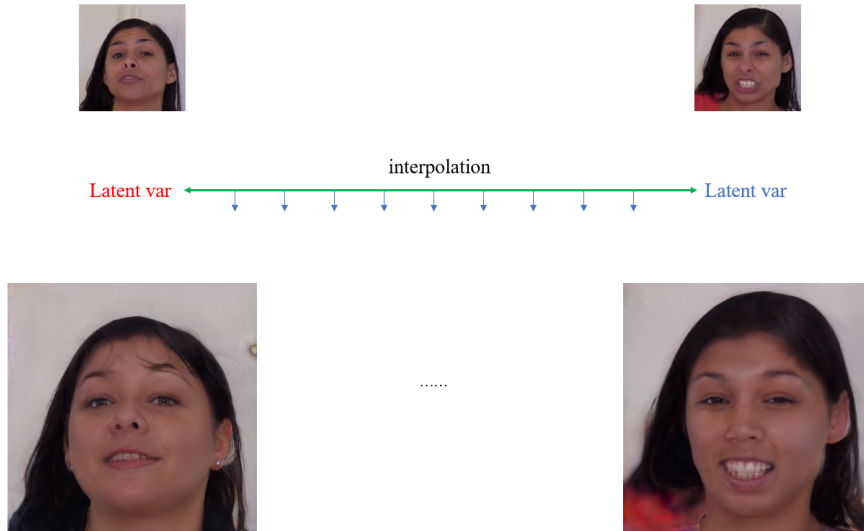 interpolation
Latent var
Latent var
......